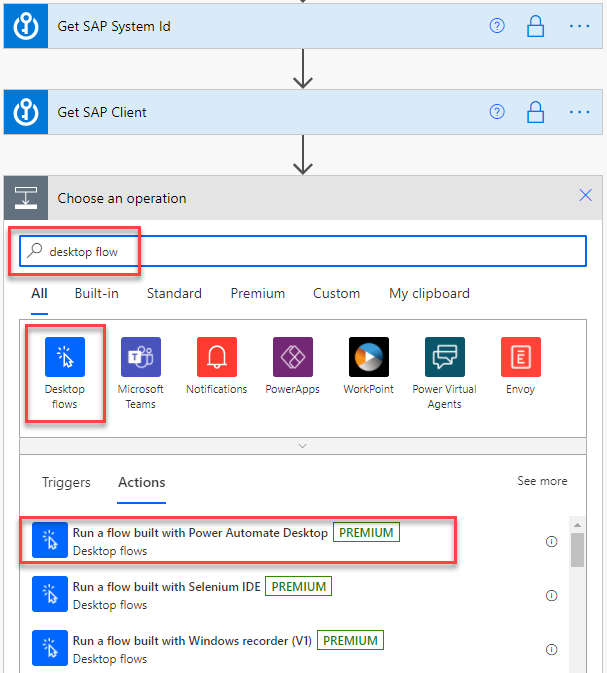 Get SAP System Id
Get SAP Client
Choose an operation
desktop flow
All Built-in Standard Premium Custom My clipboard
Desktop flows
Microsoft Teams
Notifications
PowerApps
WorkPoint
Power Virtual Agents
Envoy
Triggers Actions See more
Run a flow built with Power Automate Desktop PREMIUM
Desktop flows
Run a flow built with Selenium IDE PREMIUM
Desktop flows
Run a flow built with Windows recorder (V1) PREMIUM
Desktop flows